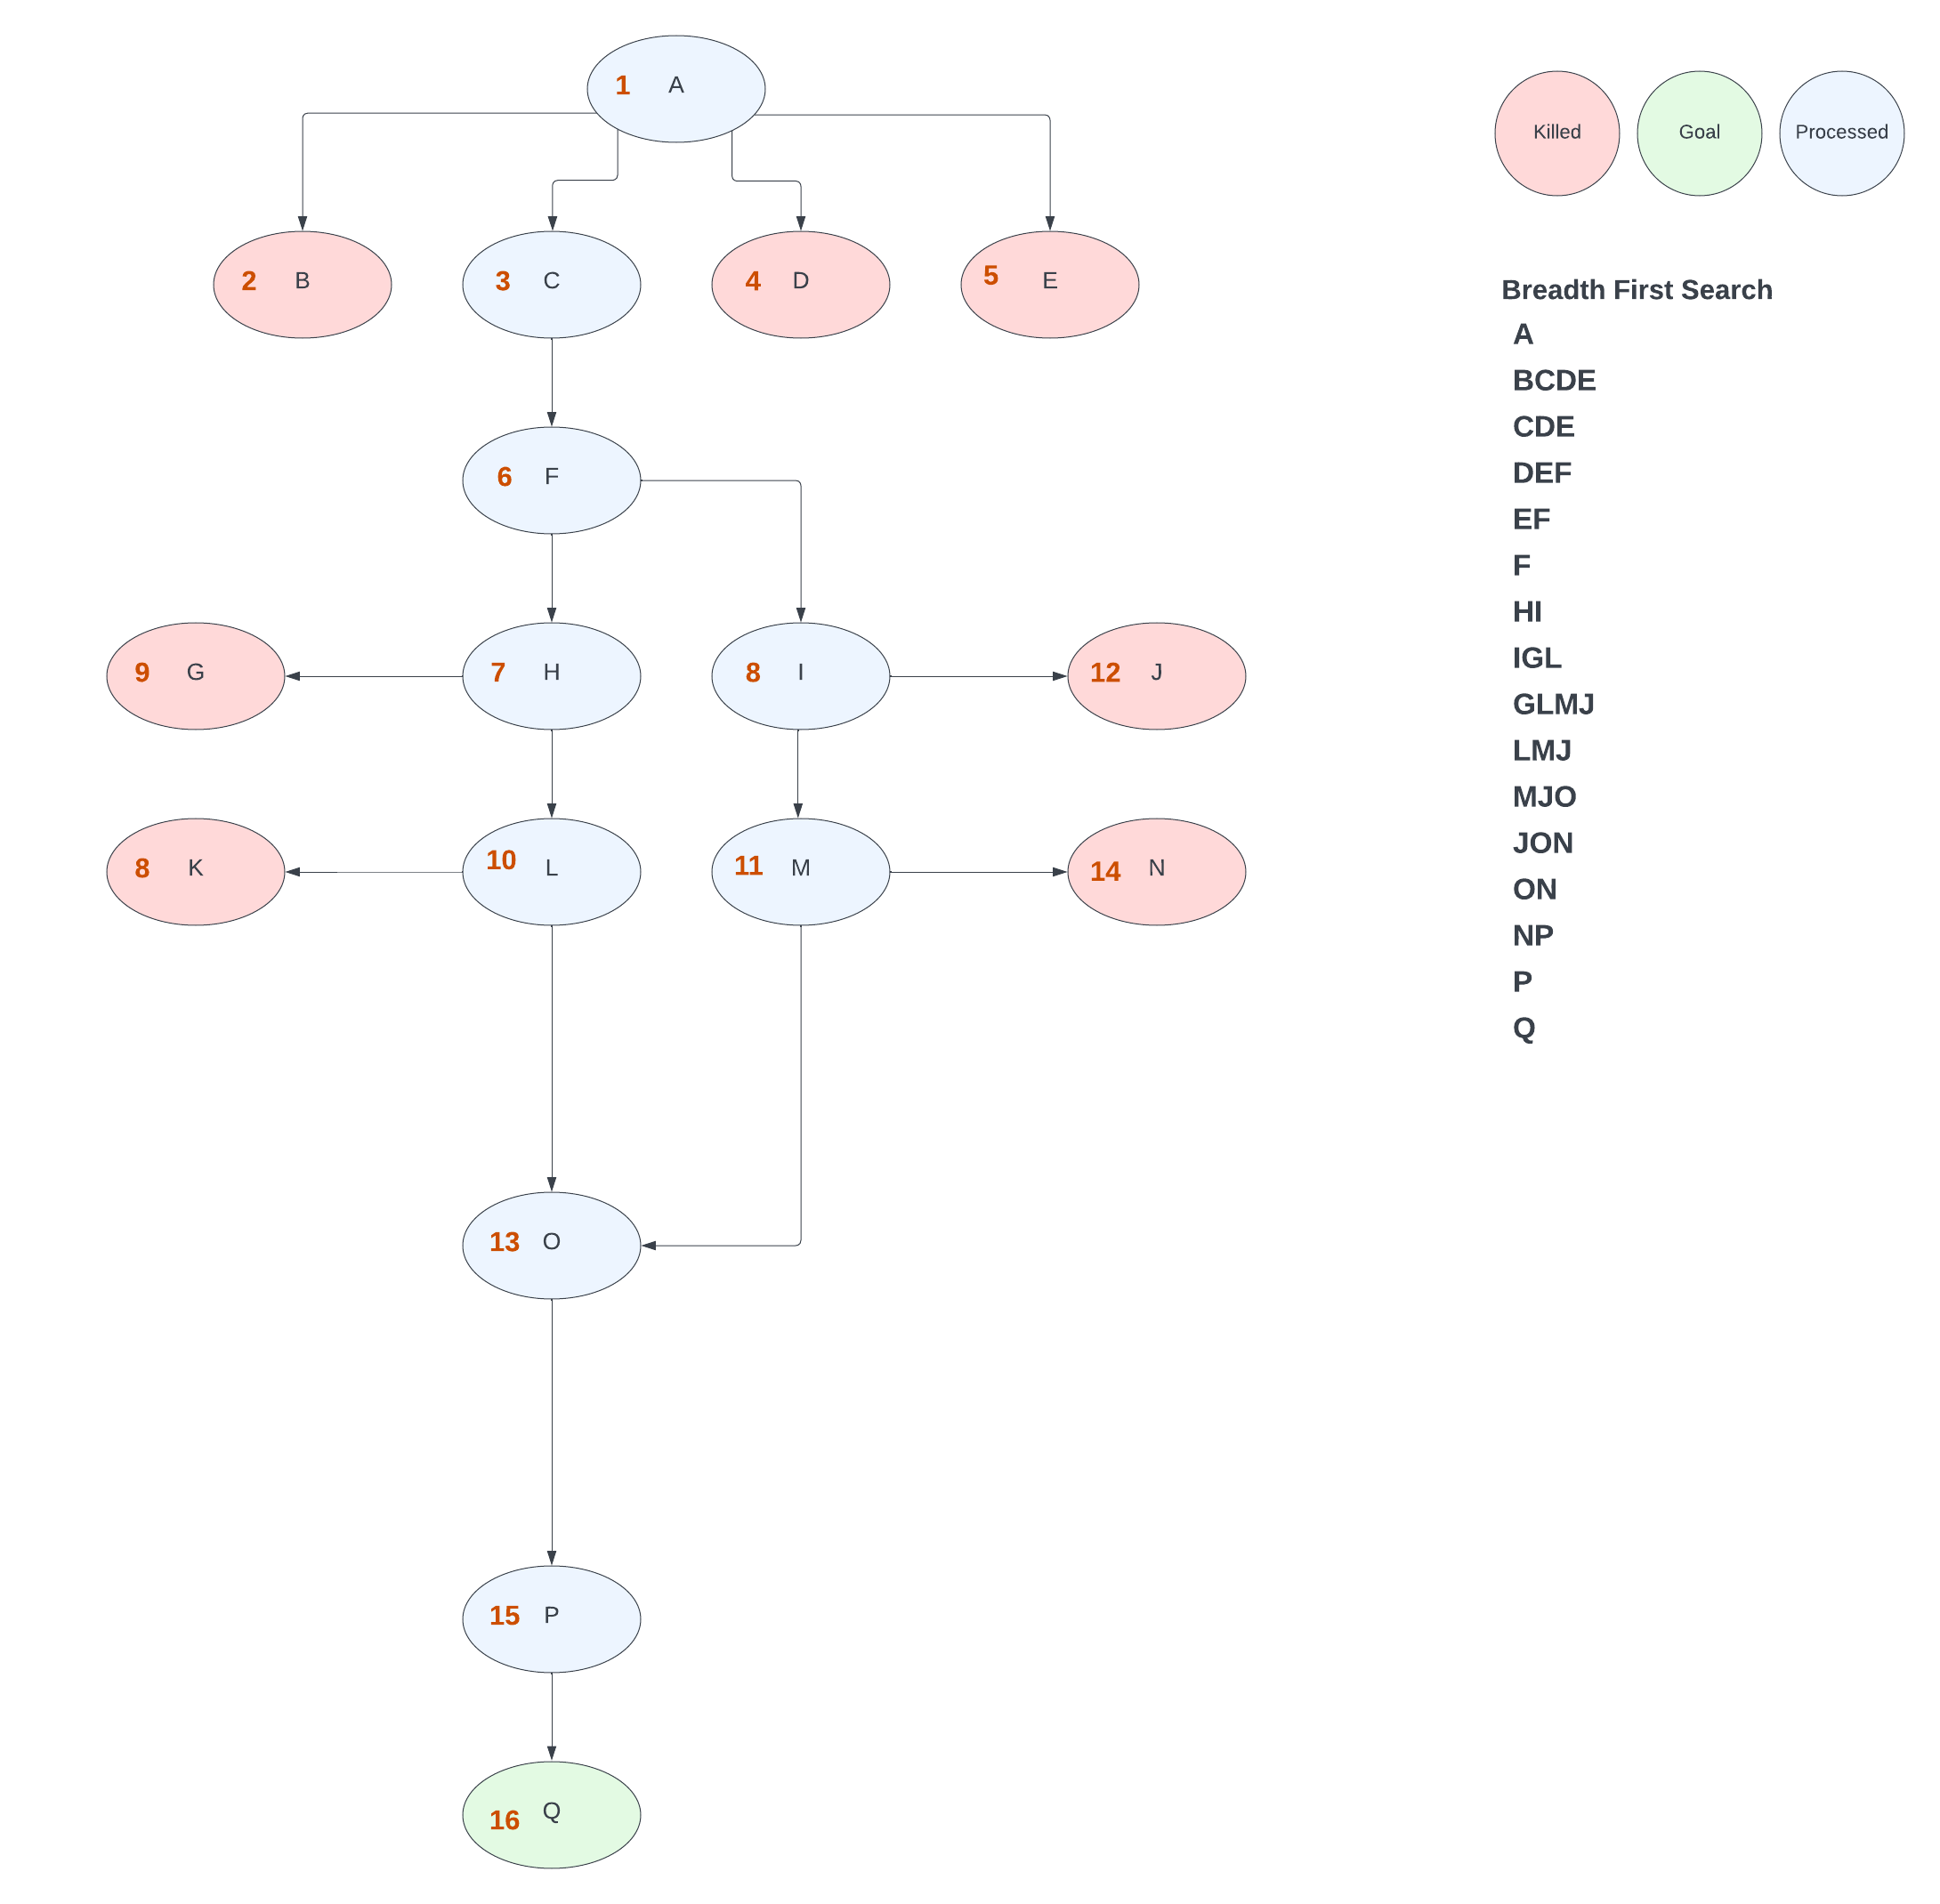 1 A
Killed Goal Processed
2 B 3 C 4 D 5 E
Breadth First Search
A
BCDE
CDE
DEF
EF
F
HI
IGL
GLMJ
LMJ
MJO
JON
ON
NP
P
Q
6 F
9 G 7 H 8 I 12 J
8 K 10 L 11 M 14 N
13 O
15 P
16 Q